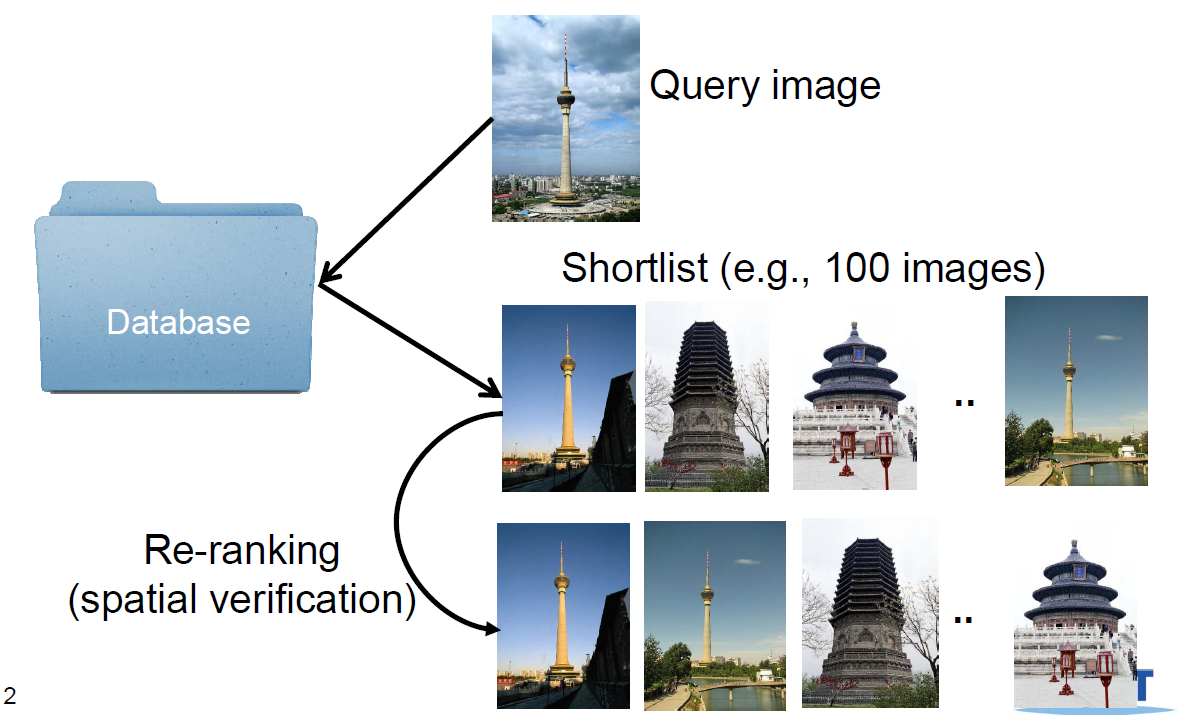 Query image
Database
Shortlist (e.g., 100 images)
..
Re-ranking
(spatial verification)
..
2
T